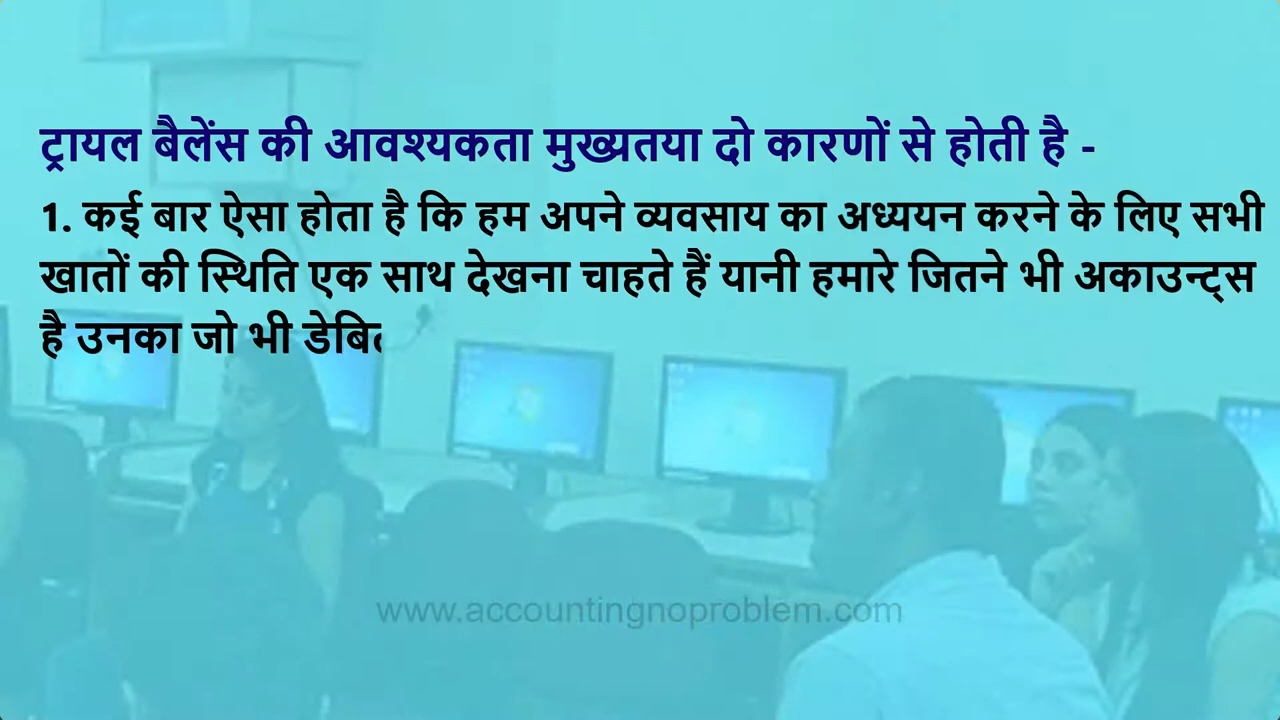 ट्रायल बैलेंस की आवश्यकता मुख्यतया दो कारणों से होती है -
1. कई बार ऐसा होता है कि हम अपने व्यवसाय का अध्ययन करने के लिए सभी
खातों की स्थिति एक साथ देखना चाहते हैं यानी हमारे जितने भी अकाउन्ट्स
है उनका जो भी
www.accountingnoproblem.com